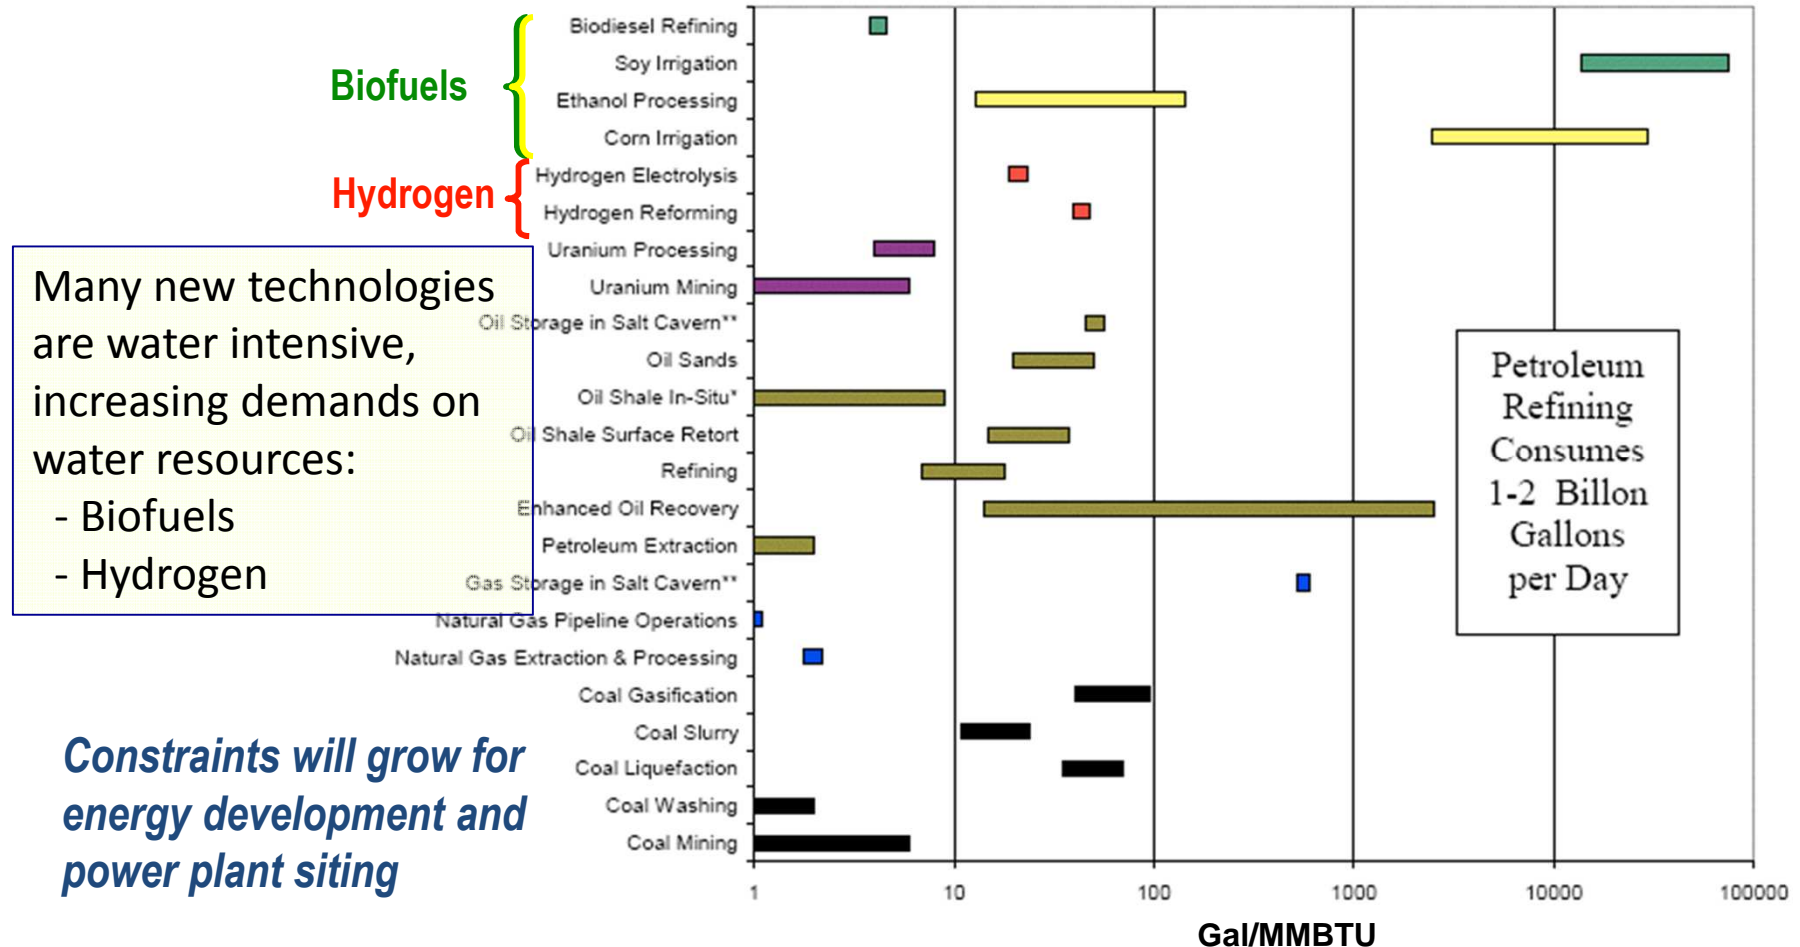 Biofuels
Hydrogen
Many new technologies
are water intensive,
increasing demands on
water resources:
- Biofuels
- Hydrogen
Constraints will grow for
energy development and
power plant siting
Biodiesel Refining
Soy Irrigation
Ethanol Processing
Corn Irrigation
Hydrogen Electrolysis
Hydrogen Reforming
Uranium Processing
Uranium Mining
Oil Storage in Salt Cavern**
Oil Sands
Oil Shale In-Situ*
Oil Shale Surface Retort
Refining
Enhanced Oil Recovery
Petroleum Extraction
Gas Storage in Salt Cavern**
Natural Gas Pipeline Operations
Natural Gas Extraction & Processing
Coal Gasification
Coal Slurry
Coal Liquefaction
Coal Washing
Coal Mining
Petroleum
Refining
Consumes
1-2 Billon
Gallons
per Day
1 10 100 1000 10000 100000
Gal/MMBTU